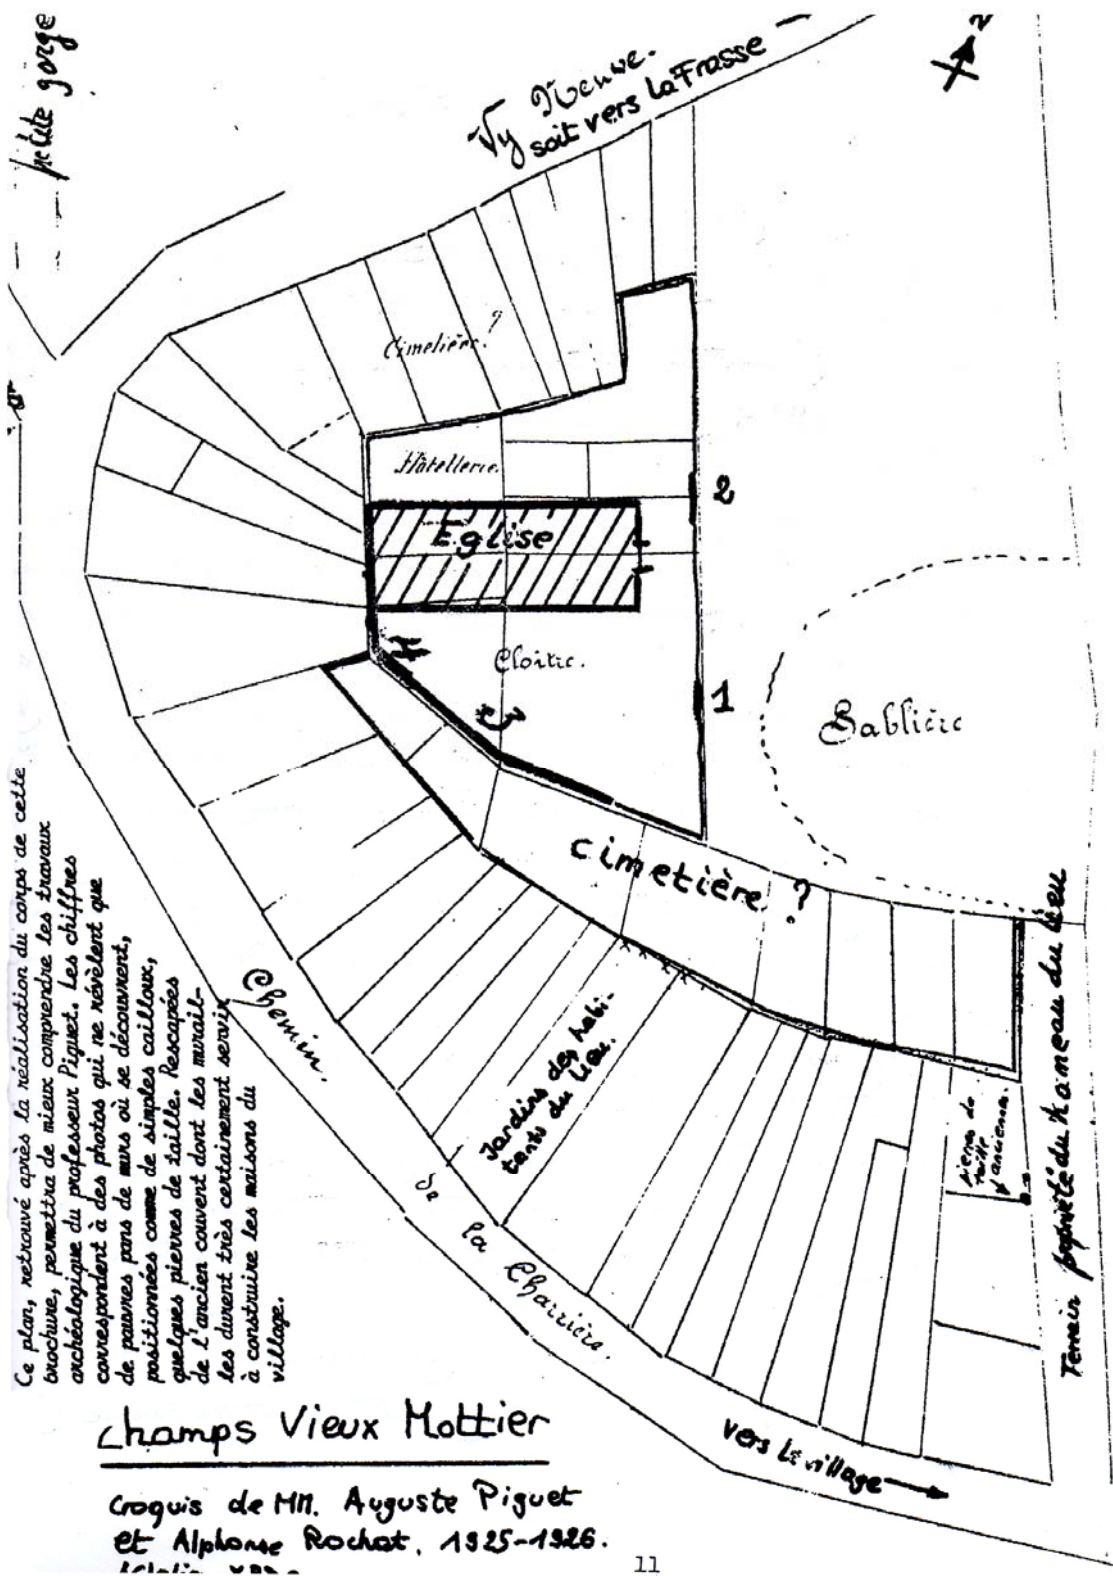 petite gorge
Vy Neuve.
soit vers la Frasse
N
Cimetière?
Hôtellerie.
Eglise
2
Cloître.
1
Sablière
cimetière ?
Chemin.
de la Charrière.
Jardins des habi-
tants du Lieu.
pierres de
taille
anciennes.
Terrain propriété du Hameau du Lieu
vers le village
Ce plan, retrouvé après la réalisation du corps de cette
brochure, permettra de mieux comprendre les travaux
archéologique du professeur Piguet. Les chiffres
correspondent à des photos qui ne révèlent que
de pauvres pans de murs où se découvrent,
positionnées comme de simples cailloux,
quelques pierres de taille. Rescapées
de l'ancien couvent dont les murail-
les durent très certainement servir
à construire les maisons du
village.
Champs Vieux Mottier
Croquis de MM. Auguste Piguet
et Alphonse Rochat. 1925-1926.
11